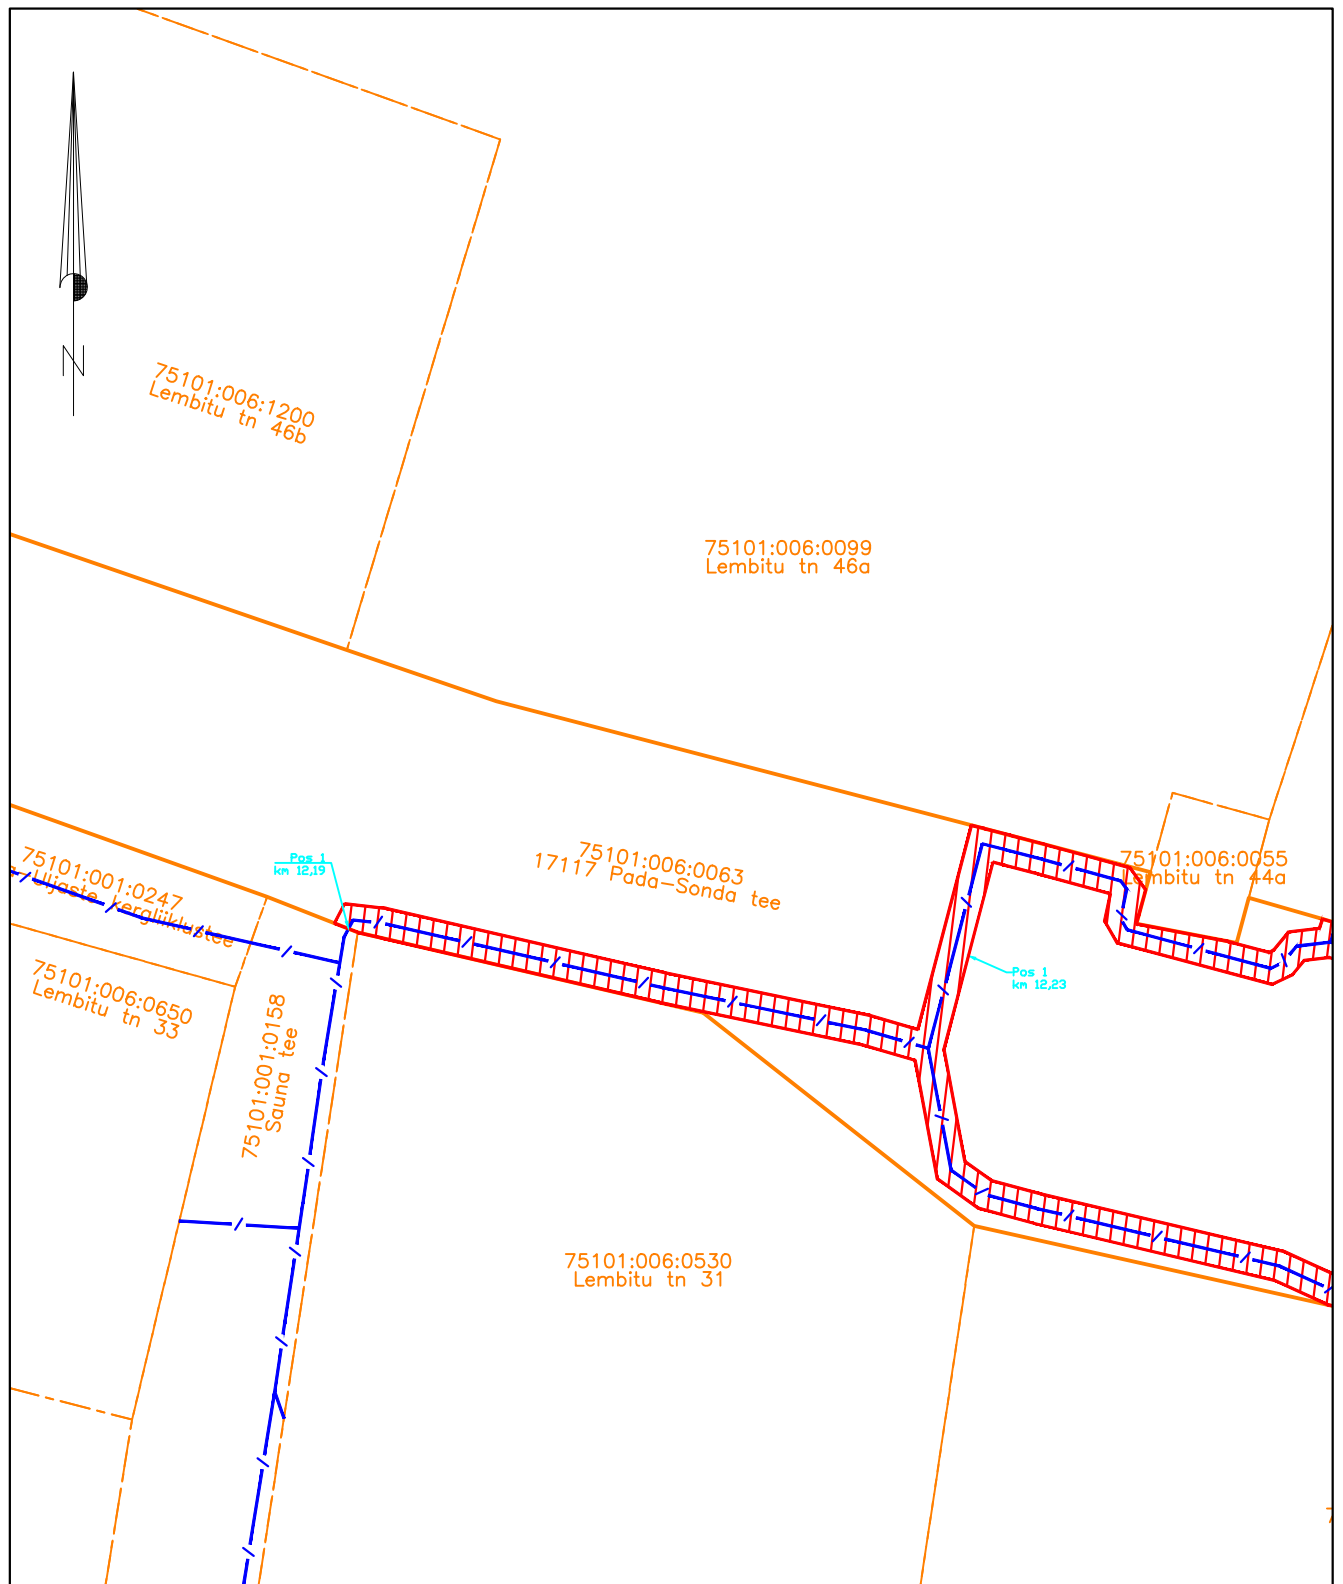 N
75101:006:1200
Lembitu tn 46b
75101:006:0099
Lembitu tn 46a
75101:001:0247
Uljaste kergliiklustee
Pos 1
km 12,19
75101:006:0063
17117 Pada-Sonda tee
75101:006:0055
Lembitu tn 44a
75101:006:0650
Lembitu tn 33
75101:001:0158
Sauna tee
Pos 1
km 12,23
75101:006:0530
Lembitu tn 31